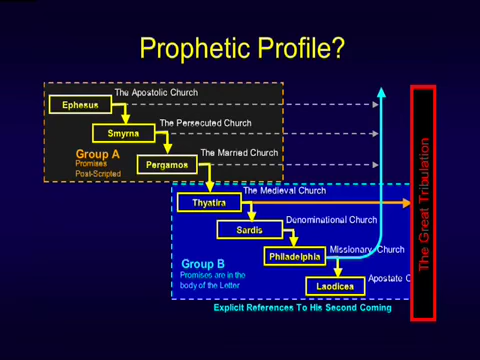 Prophetic Profile?
The Apostolic Church
Ephesus
The Persecuted Church
Smyrna
Group A
Promises
Post-Scripted
The Married Church
Pergamos
The Medieval Church
Thyatira
Denominational Church
Sardis
Missionary Church
Philadelphia
Group B
Promises are in the
body of the Letter
Apostate C
Laodicea
Explicit References To His Second Coming
The Great Tribulation